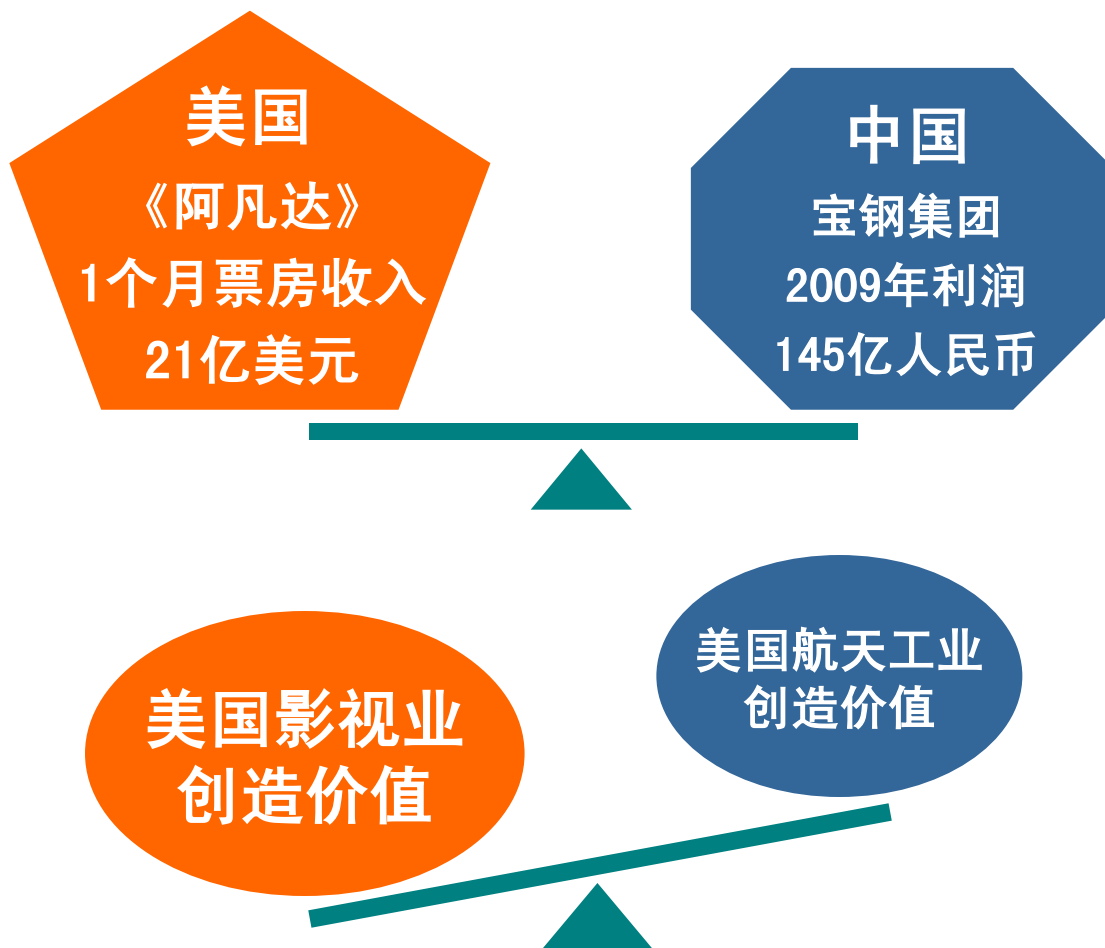 美国
《阿凡达》
1个月票房收入
21亿美元
中国
宝钢集团
2009年利润
145亿人民币
美国影视业
创造价值
美国航天工业
创造价值